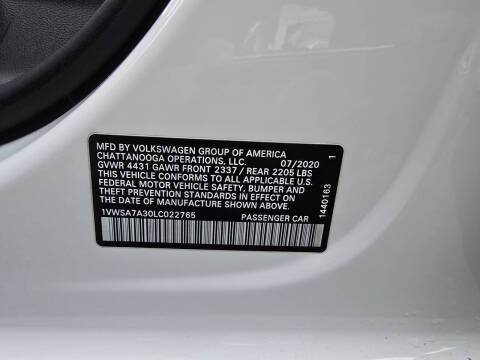 MFD BY VOLKSWAGEN GROUP OF AMERICA
CHATTANOOGA OPERATIONS, LLC. 07/2020
GVWR 4431 GAWR FRONT 2337 / REAR 2205 LBS
THIS VEHICLE CONFORMS TO ALL APPLICABLE U.S.
FEDERAL MOTOR VEHICLE SAFETY, BUMPER AND
THEFT PREVENTION STANDARDS IN EFFECT ON
THE DATE OF MANUFACTURE SHOWN ABOVE.
1VWSA7A30LC022765 PASSENGER CAR
1440163 1